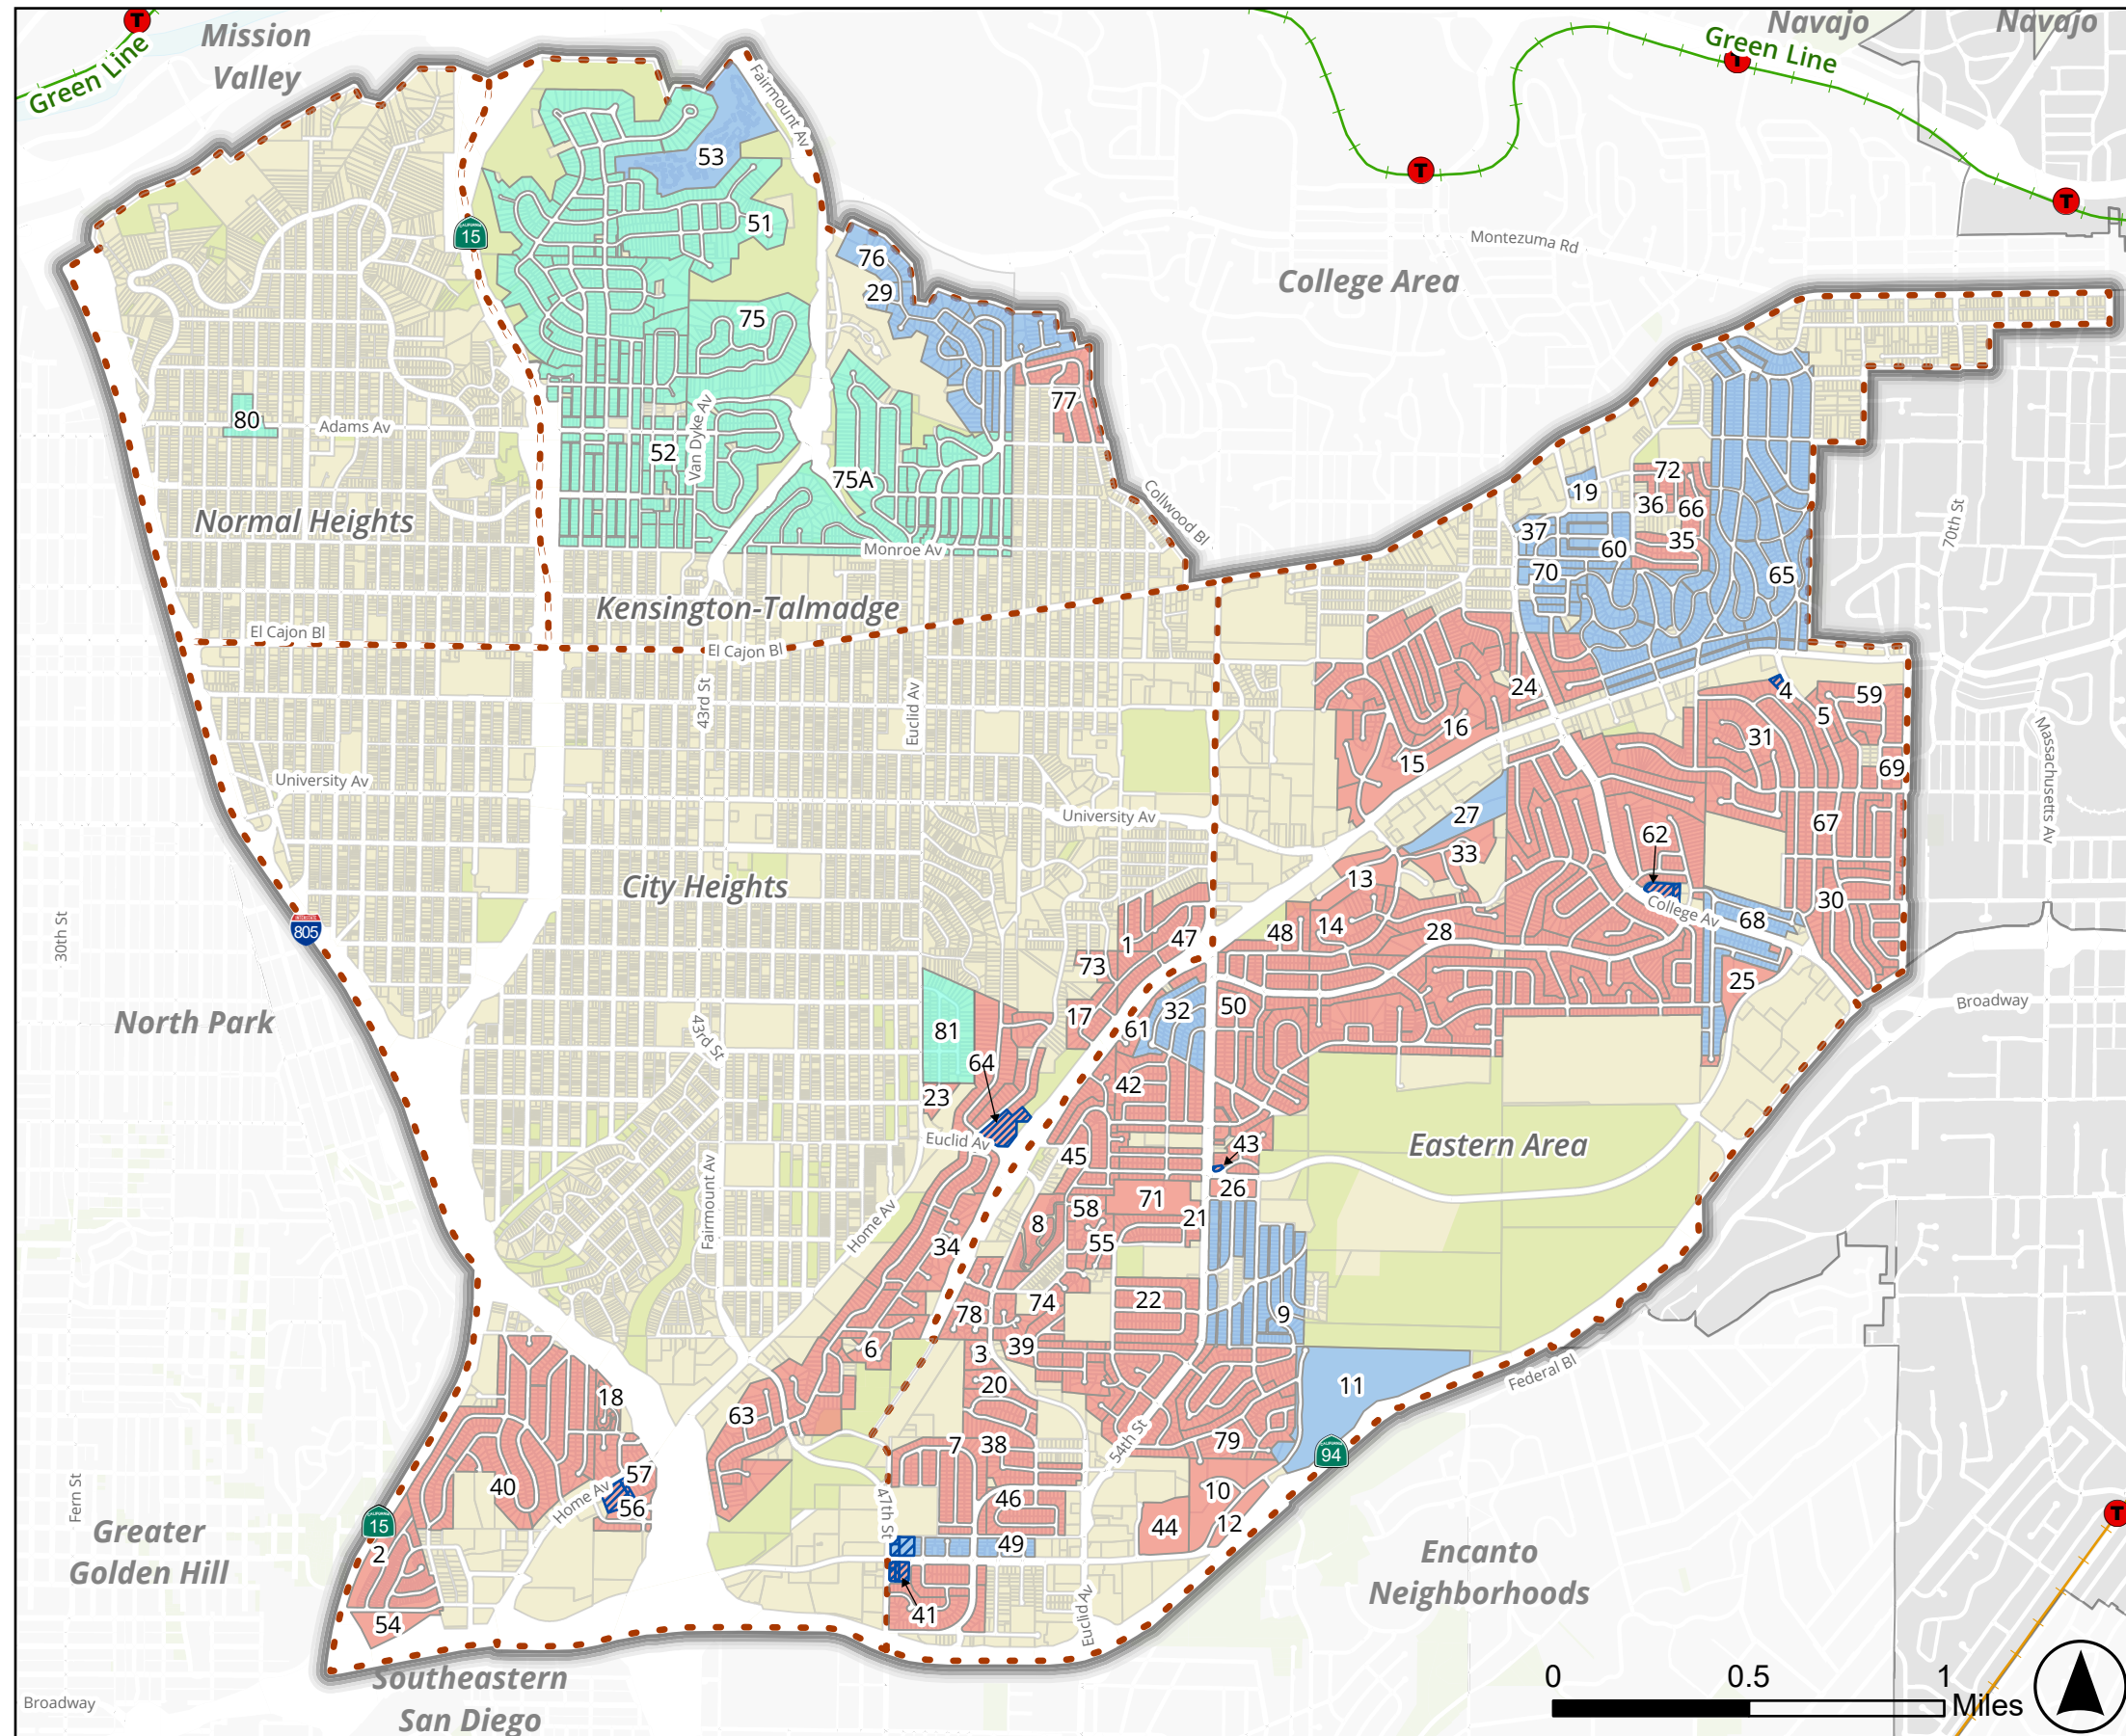 Mission
Valley
Navajo
Navajo
Green Line
T
Green Line
T
Fairmount Av
53
T
T
51
15
Montezuma Rd
76
College Area
29
75
77
80
Adams Av
Van Dyke Av
52
75A
72
19
36
66
Collwood Bl
Normal Heights
37
35
70th St
Monroe Av
60
70
65
Kensington-Talmadge
El Cajon Bl
El Cajon Bl
43rd St
Euclid Av
24
4
59
5
16
31
Massachusetts Av
15
69
University Av
University Av
27
67
62
33
City Heights
13
30
College Av
805
30th St
14
68
48
28
47
1
73
25
50
Broadway
North Park
32
17
61
81
43rd St
64
42
23
Euclid Av
43
Eastern Area
45
26
Fairmount Av
71
58
8
21
Home Av
34
55
22
74
78
9
39
6
3
Federal Bl
20
11
18
63
54th St
79
7
38
94
57
40
10
Fern St
46
Home Av
56
47th St
T
15
44
12
Greater
Golden Hill
49
2
Encanto
Neighborhoods
41
Euclid Av
54
Southeastern
San Diego
Broadway
0
0.5
1
Miles